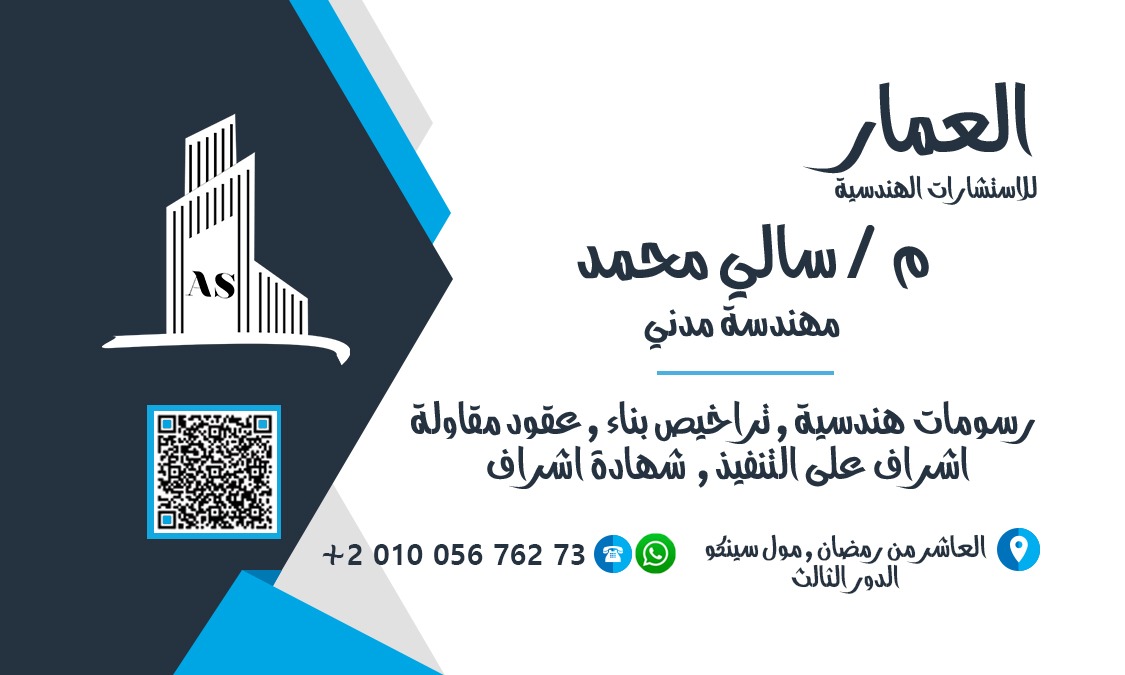 العمار
للاستشارات الهندسية
م / سالي محمد
مهندسة مدني
رسومات هندسية , تراخيص بناء , عقود مقاولة
اشراف على التنفيذ , شهادة اشراف
العاشر من رمضان , مول سينكو
الدور الثالث
+2 010 056 762 73
AS